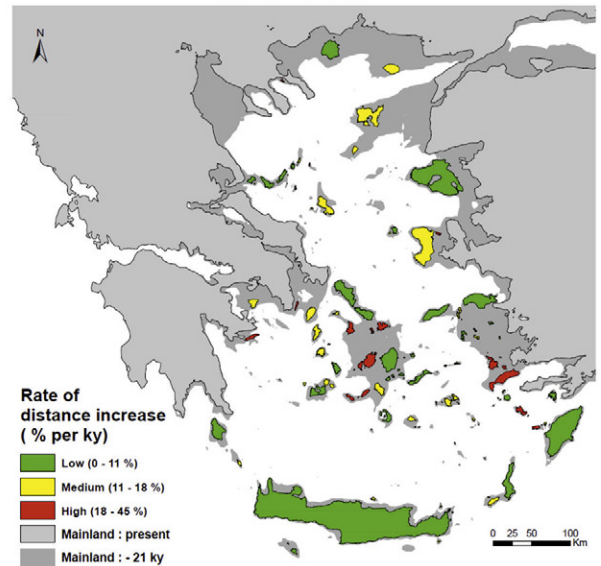 N
Rate of
distance increase
( % per ky)
Low (0 - 11 %)
Medium (11 - 18 %)
High (18 - 45 %)
Mainland : present
Mainland : - 21 ky
0 25 50 100
Km